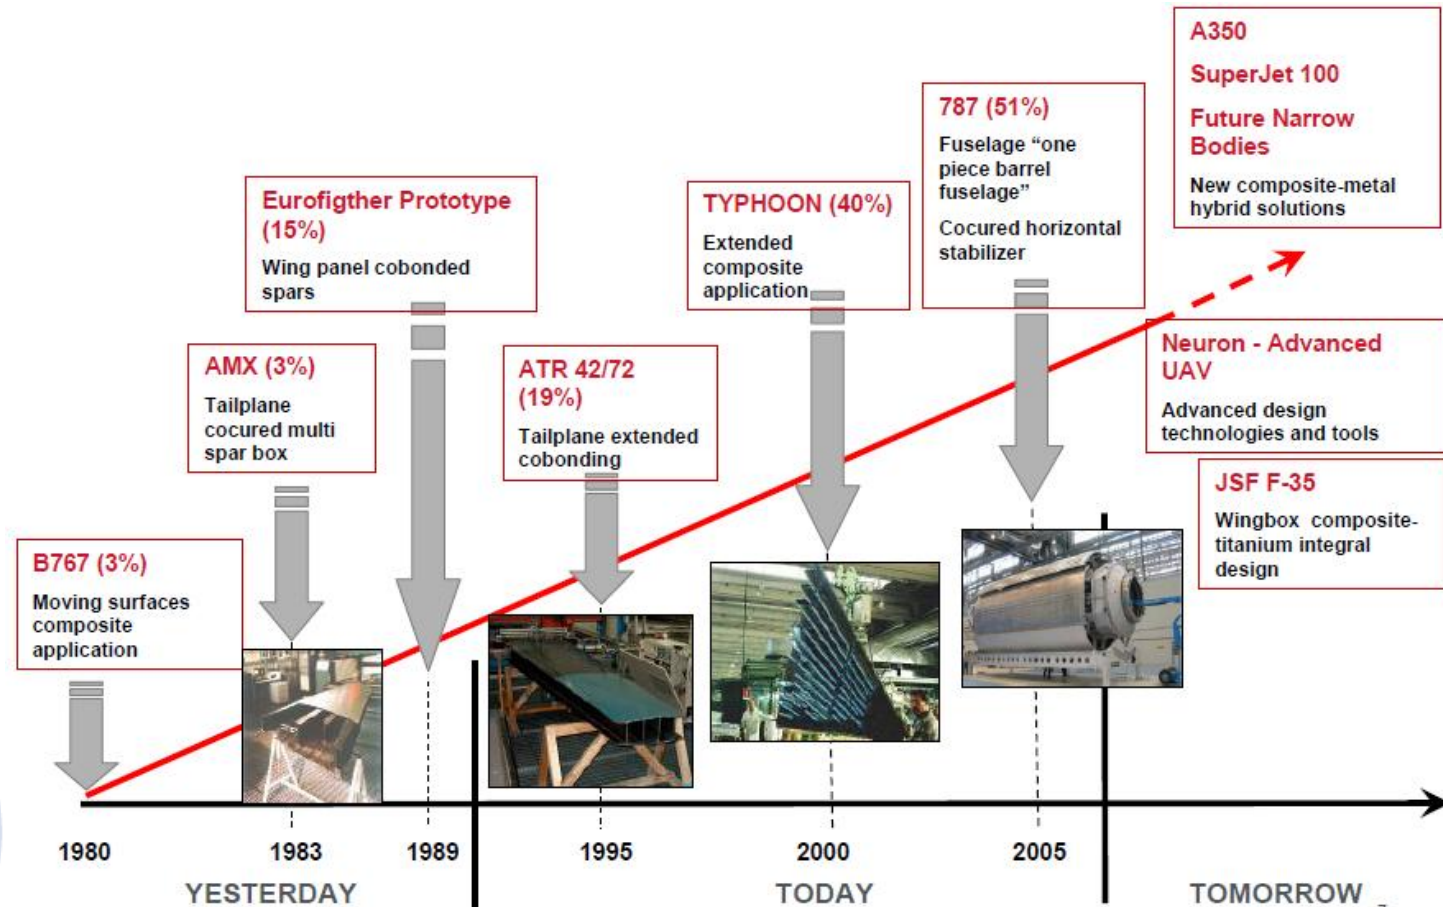 A350
SuperJet 100
Future Narrow
Bodies
New composite-metal
hybrid solutions
787 (51%)
Fuselage “one
piece barrel
fuselage”
Cocured horizontal
stabilizer
Eurofigther Prototype
(15%)
Wing panel cobonded
spars
TYPHOON (40%)
Extended
composite
application
AMX (3%)
Tailplane
cocured multi
spar box
ATR 42/72
(19%)
Tailplane extended
cobonding
Neuron - Advanced
UAV
Advanced design
technologies and tools
JSF F-35
Wingbox composite-
titanium integral
design
B767 (3%)
Moving surfaces
composite
application
1980 1983 1989 1995 2000 2005
YESTERDAY TODAY TOMORROW